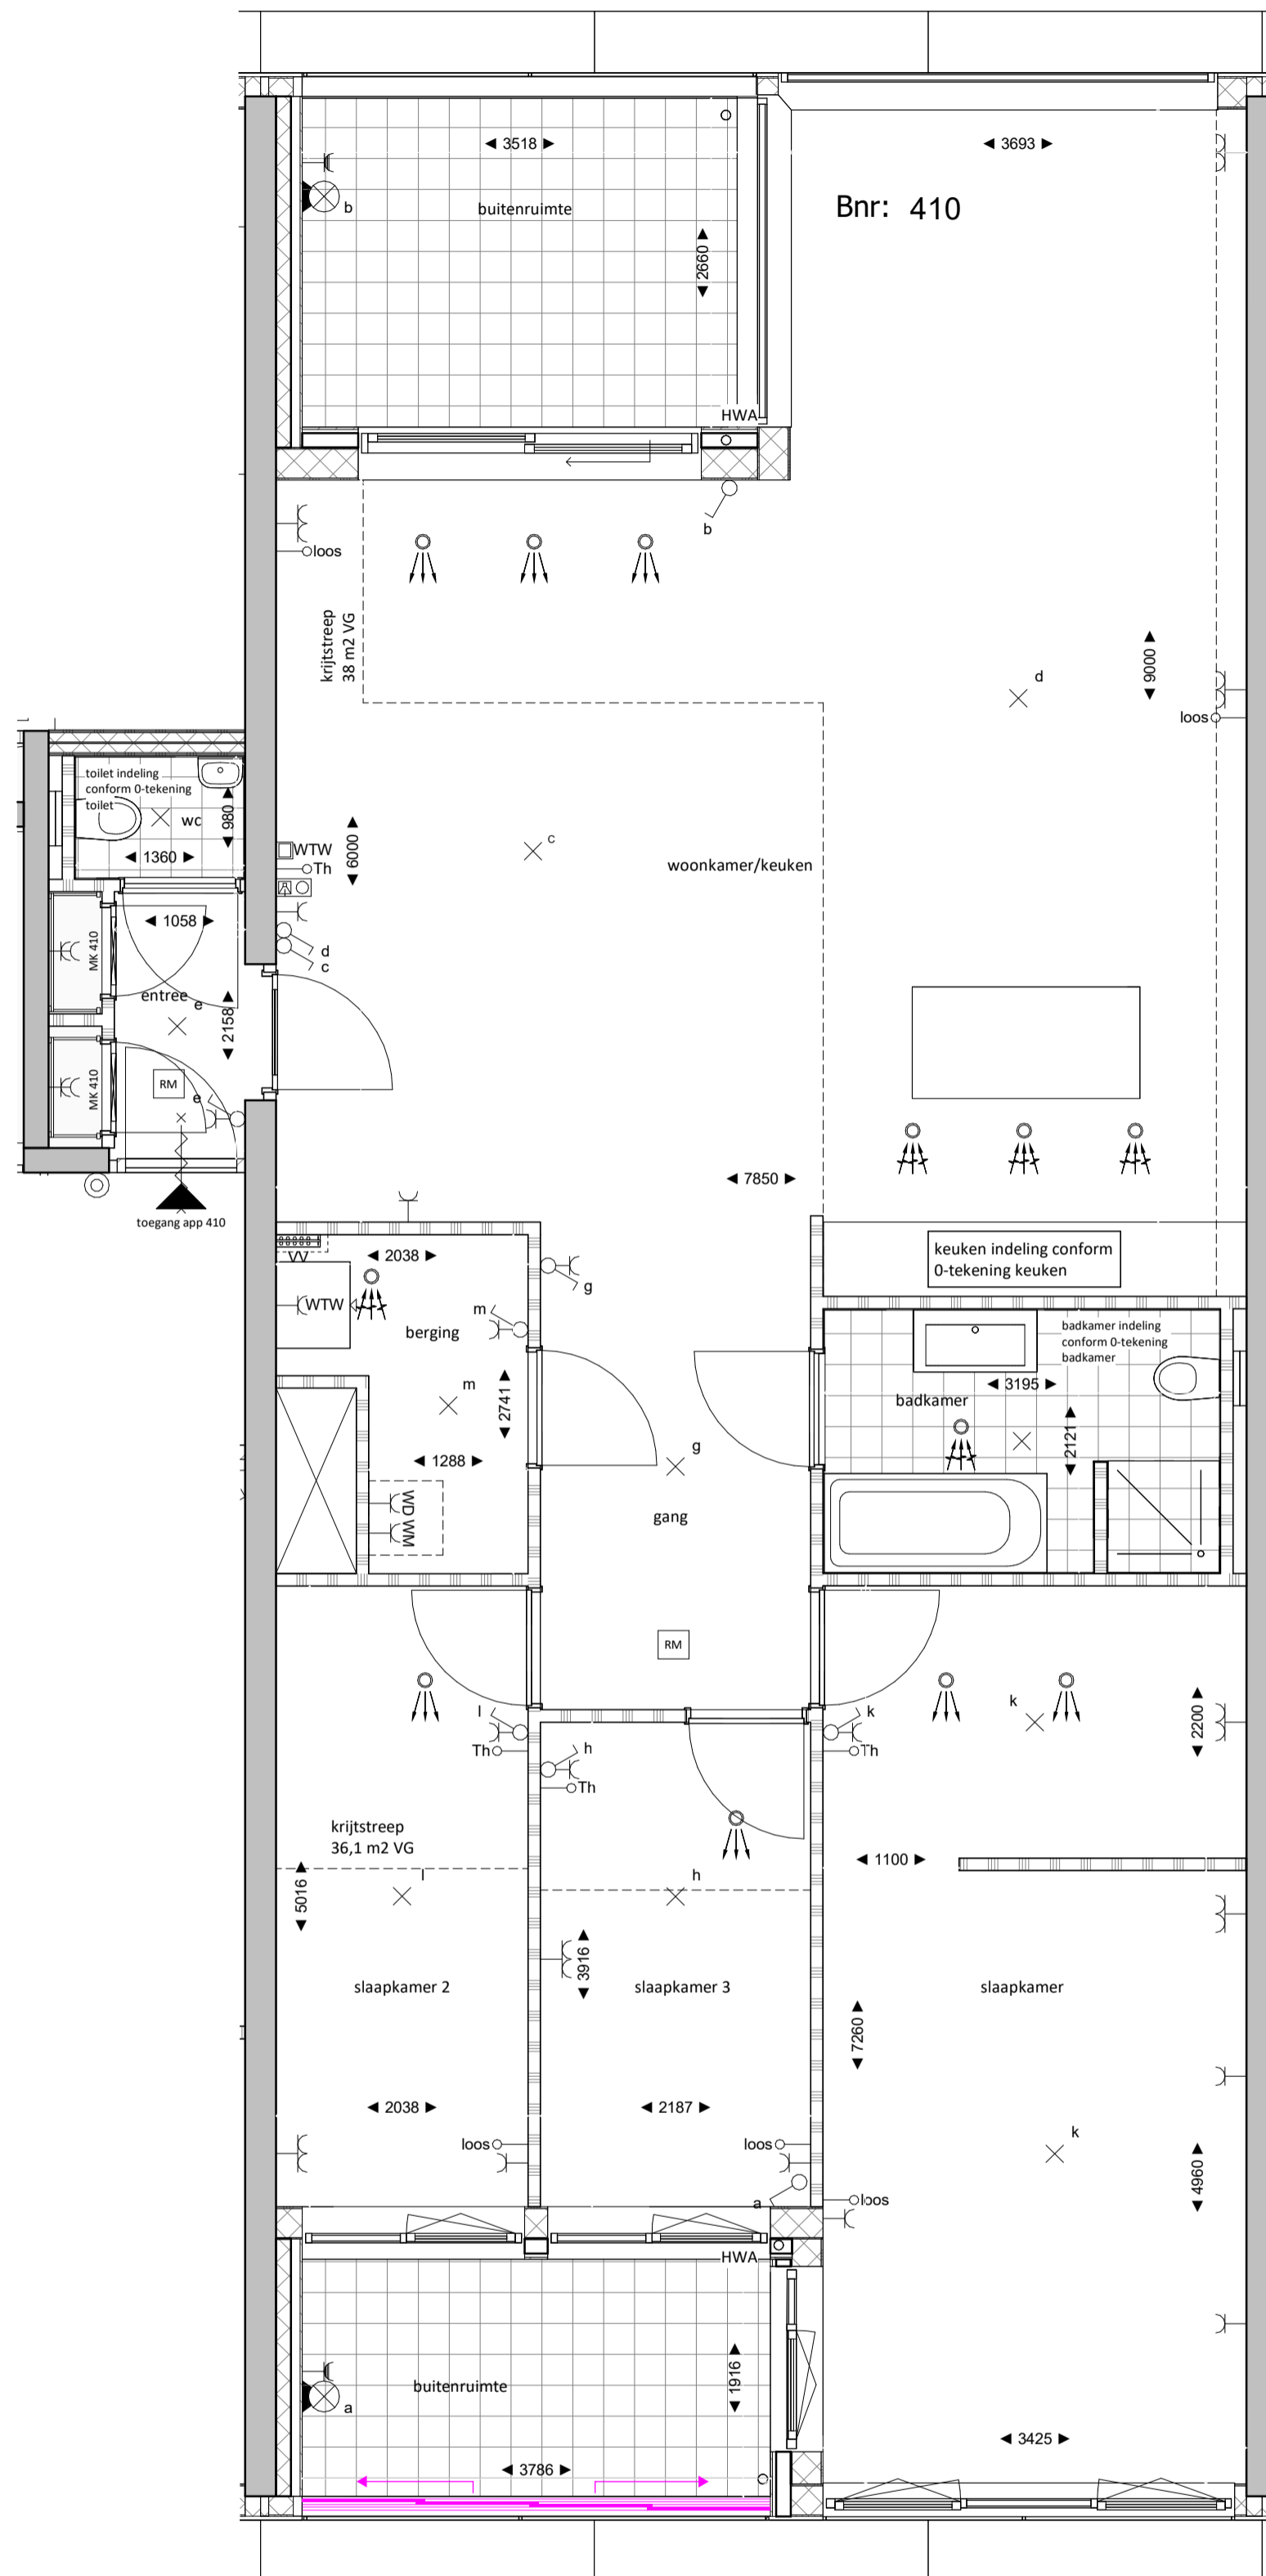 ◄ 3518 ►
◄ 3693 ►
b
buitenruimte
Bnr: 410
◄ 2660 ►
HWA
b
loos
krijtstreep
38 m2 VG
◄ 9000 ►
d
loos
toilet indeling
conform 0-tekening
toilet
wc
◄ 980 ►
◄ 1360 ►
c
WTW
Th
◄ 6000 ►
woonkamer/keuken
◄ 1058 ►
MK 410
d
c
entree
e
◄ 2158 ►
MK 410
RM
e
toegang app 410
◄ 7850 ►
VV
◄ 2038 ►
keuken indeling conform
0-tekening keuken
g
WTW
m
berging
badkamer indeling
conform 0-tekening
badkamer
◄ 3195 ►
badkamer
m
◄ 2741 ►
◄ 2121 ►
g
◄ 1288 ►
WD WM
gang
RM
l
Th
h
Th
k
Th
k
◄ 2200 ►
krijtstreep
36,1 m2 VG
◄ 1100 ►
l
h
◄ 5016 ►
◄ 3916 ►
slaapkamer 2
slaapkamer 3
slaapkamer
◄ 7260 ►
◄ 2038 ►
◄ 2187 ►
k
loos
loos
◄ 4960 ►
a
loos
HWA
◄ 1916 ►
buitenruimte
a
◄ 3425 ►
◄ 3786 ►